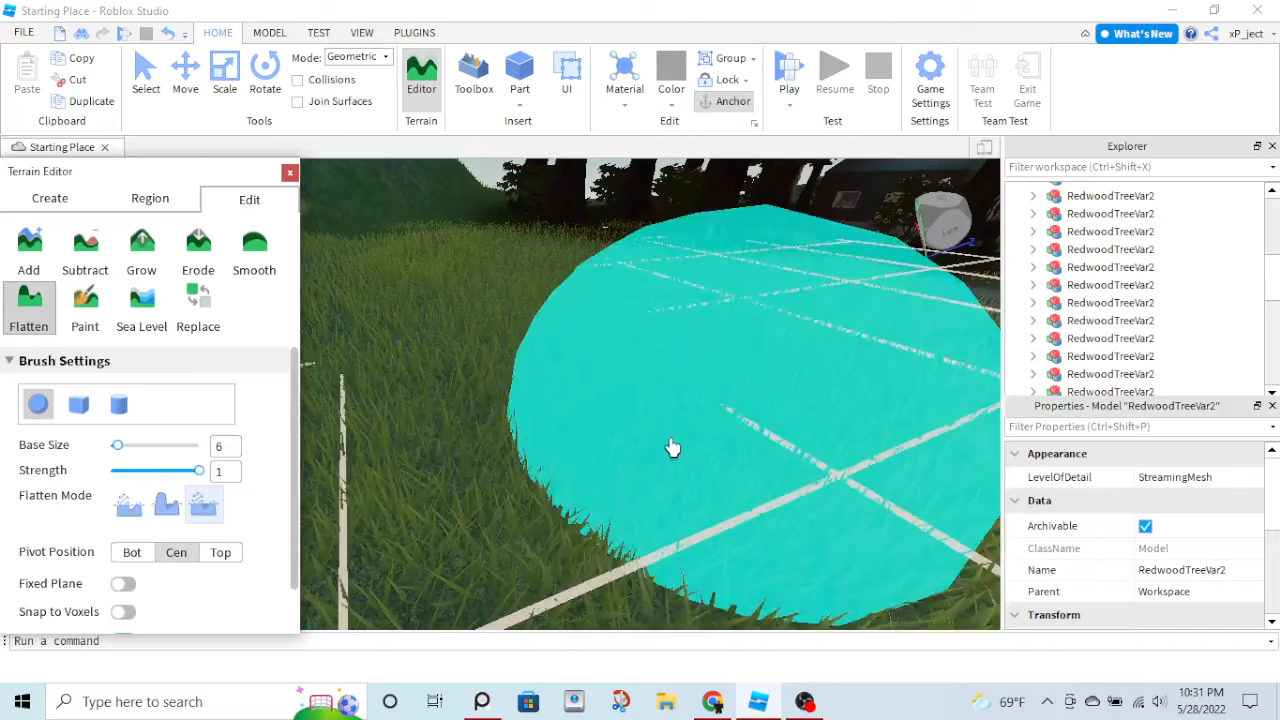 Starting Place - Roblox Studio
FILE HOME MODEL TEST VIEW PLUGINS What's New xP_ject
Paste Copy Cut Duplicate Clipboard
Select Move Scale Rotate Mode: Geometric Collisions Join Surfaces Tools
Editor Terrain
Toolbox Part UI Insert
Material Color Group Lock Anchor Edit
Play Resume Stop Test
Game Settings Settings
Team Test Exit Game Team Test
Starting Place
Terrain Editor
Create Region Edit
Add Subtract Grow Erode Smooth
Flatten Paint Sea Level Replace
Brush Settings
Base Size 6
Strength 1
Flatten Mode
Pivot Position Bot Cen Top
Fixed Plane
Snap to Voxels
LEFT
Z
Explorer
Filter workspace (Ctrl+Shift+X)
RedwoodTreeVar2
RedwoodTreeVar2
RedwoodTreeVar2
RedwoodTreeVar2
RedwoodTreeVar2
RedwoodTreeVar2
RedwoodTreeVar2
RedwoodTreeVar2
RedwoodTreeVar2
RedwoodTreeVar2
RedwoodTreeVar2
RedwoodTreeVar2
Properties - Model "RedwoodTreeVar2"
Filter Properties (Ctrl+Shift+P)
Appearance
LevelOfDetail StreamingMesh
Data
Archivable
ClassName Model
Name RedwoodTreeVar2
Parent Workspace
Transform
Run a command
Type here to search
69°F
10:31 PM
5/28/2022